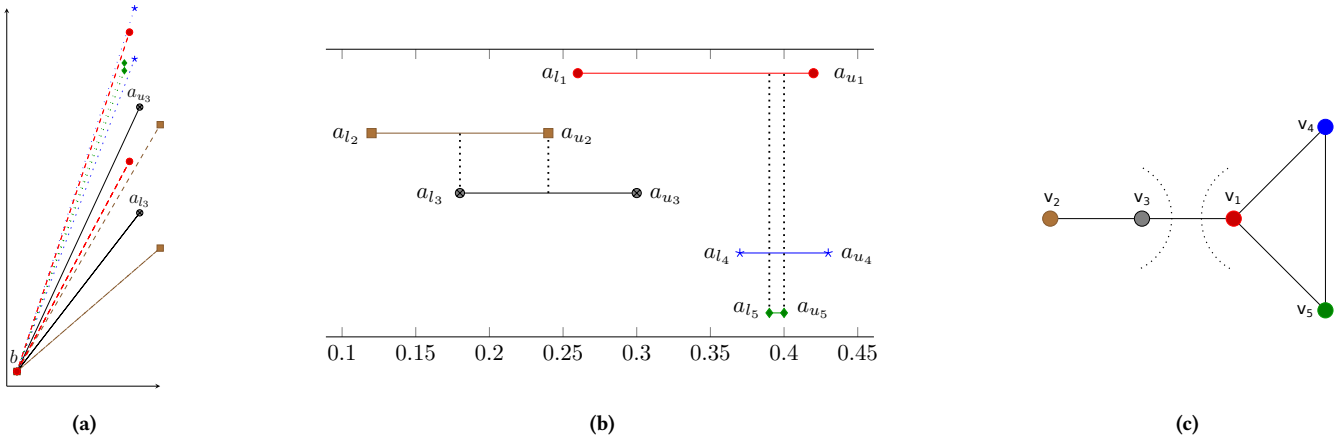 a_{u_3}
a_{l_3}
b
(a)
a_{l_1} a_{u_1}
a_{l_2} a_{u_2}
a_{l_3} a_{u_3}
a_{l_4} a_{u_4}
a_{l_5} a_{u_5}
0.1 0.15 0.2 0.25 0.3 0.35 0.4 0.45
(b)
v_4
v_2 v_3 v_1
v_5
(c)